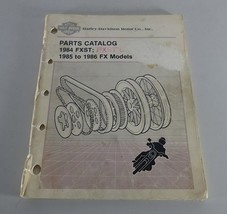 Harley-Davidson Motor Co., Inc.
PARTS CATALOG
1984 FXST;
1985 to 1986 FX Models